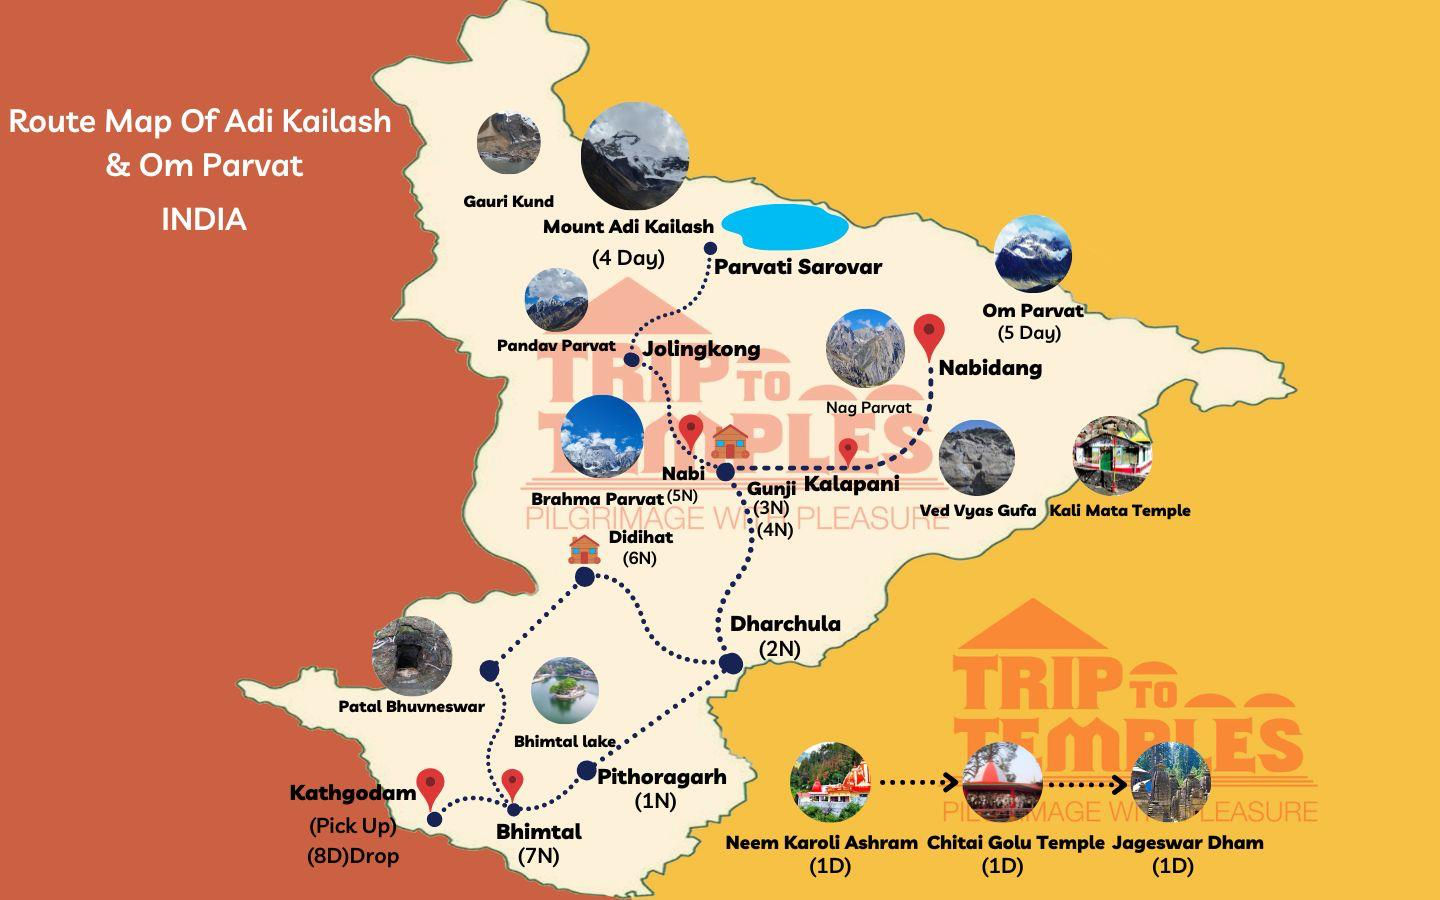 Route Map Of Adi Kailash
& Om Parvat
INDIA
Gauri Kund
Mount Adi Kailash
(4 Day)
Parvati Sarovar
Om Parvat
(5 Day)
Pandav Parvat
Jolingkong
Nabidang
Nag Parvat
TRIP TO
TEMPLES
PILGRIMAGE WITH PLEASURE
Brahma Parvat
Nabi
(5N)
Gunji
(3N)
(4N)
Kalapani
Ved Vyas Gufa
Kali Mata Temple
Didihat
(6N)
Dharchula
(2N)
Patal Bhuvneswar
Bhimtal lake
Pithoragarh
(1N)
Kathgodam
(Pick Up)
(8D)Drop
Bhimtal
(7N)
TRIP TO
TEMPLES
PILGRIMAGE WITH PLEASURE
Neem Karoli Ashram
(1D)
Chitai Golu Temple
(1D)
Jageswar Dham
(1D)